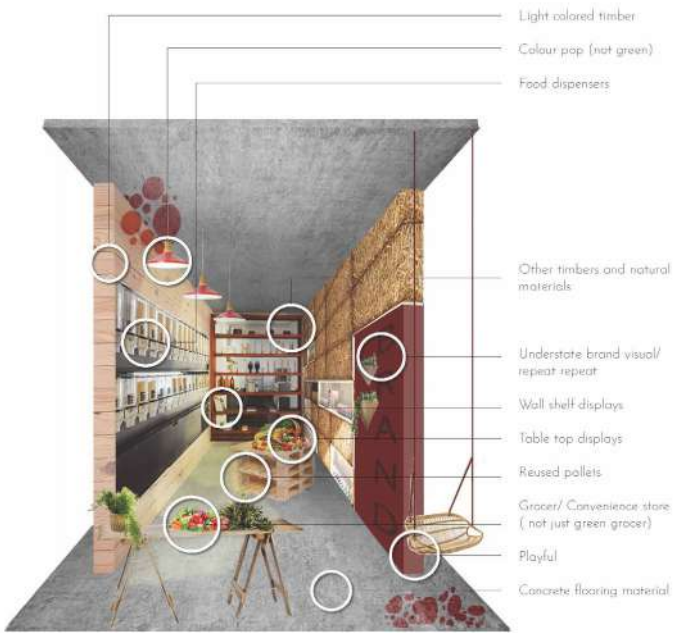 Light colored timber
Colour pop (not green)
Food dispensers
Other timbers and natural
materials
Understate brand visual/
repeat repeat
Wall shelf displays
Table top displays
Reused pallets
Grocer/ Convenience store
( not just green grocer)
Playful
Concrete flooring material
BRAND